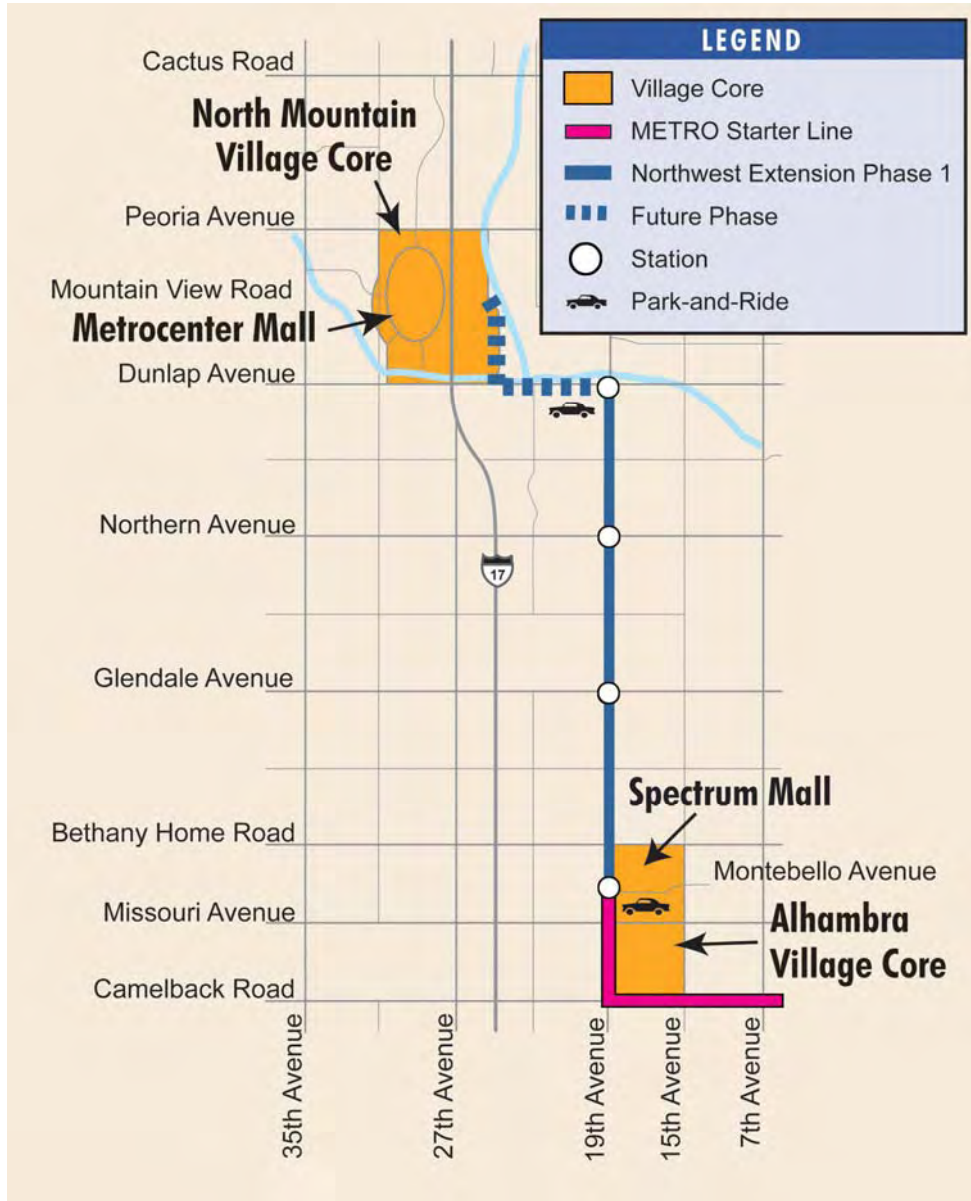 LEGEND
Village Core
METRO Starter Line
Northwest Extension Phase 1
Future Phase
Station
Park-and-Ride
Cactus Road
North Mountain
Village Core
Peoria Avenue
Mountain View Road
Metrocenter Mall
Dunlap Avenue
Northern Avenue
17
Glendale Avenue
Spectrum Mall
Bethany Home Road
Montebello Avenue
Missouri Avenue
Alhambra
Village Core
Camelback Road
35th Avenue
27th Avenue
19th Avenue
15th Avenue
7th Avenue